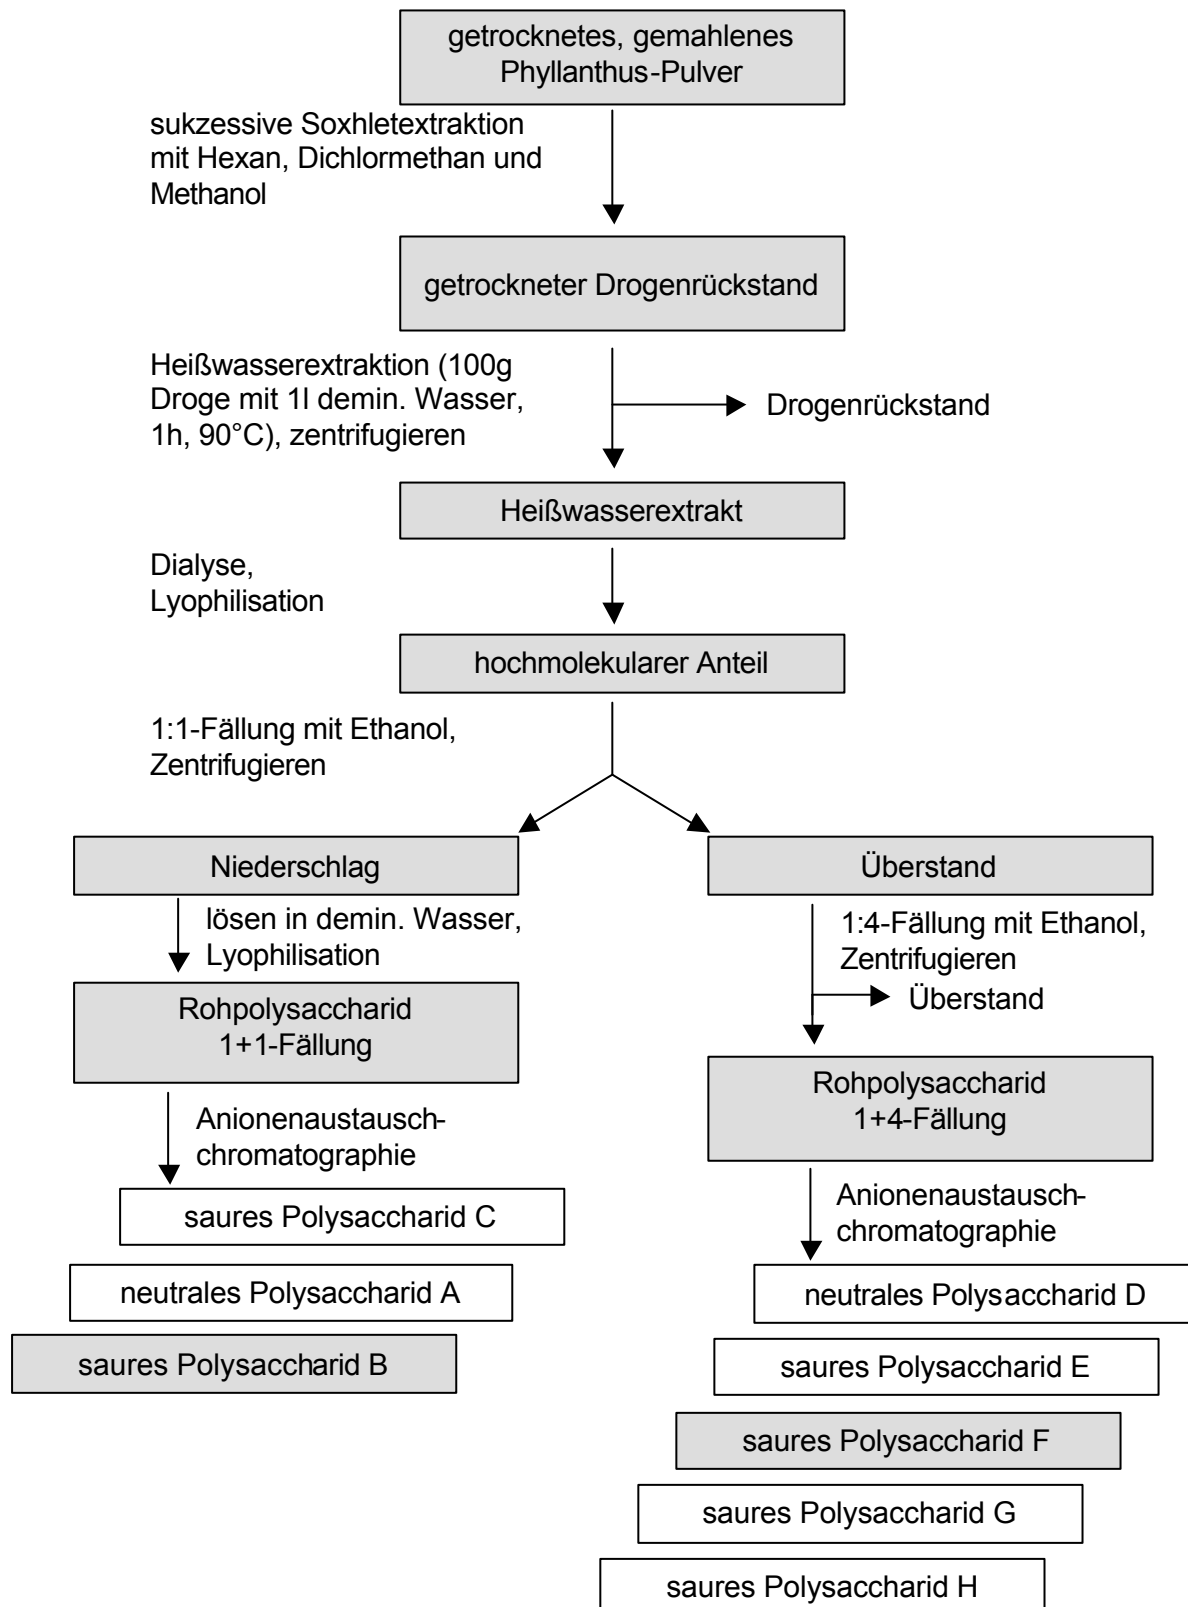 getrocknetes, gemahlenes
Phyllanthus-Pulver
sukzessive Soxhletextraktion
mit Hexan, Dichlormethan und
Methanol
getrockneter Drogenrückstand
Heißwasserextraktion (100g
Droge mit 1l demin. Wasser,
1h, 90°C), zentrifugieren
Drogenrückstand
Heißwasserextrakt
Dialyse,
Lyophilisation
hochmolekularer Anteil
1:1-Fällung mit Ethanol,
Zentrifugieren
Niederschlag
lösen in demin. Wasser,
Lyophilisation
Rohpolysaccharid
1+1-Fällung
Anionenaustausch-
chromatographie
saures Polysaccharid C
neutrales Polysaccharid A
saures Polysaccharid B
Überstand
1:4-Fällung mit Ethanol,
Zentrifugieren
Überstand
Rohpolysaccharid
1+4-Fällung
Anionenaustausch-
chromatographie
neutrales Polysaccharid D
saures Polysaccharid E
saures Polysaccharid F
saures Polysaccharid G
saures Polysaccharid H